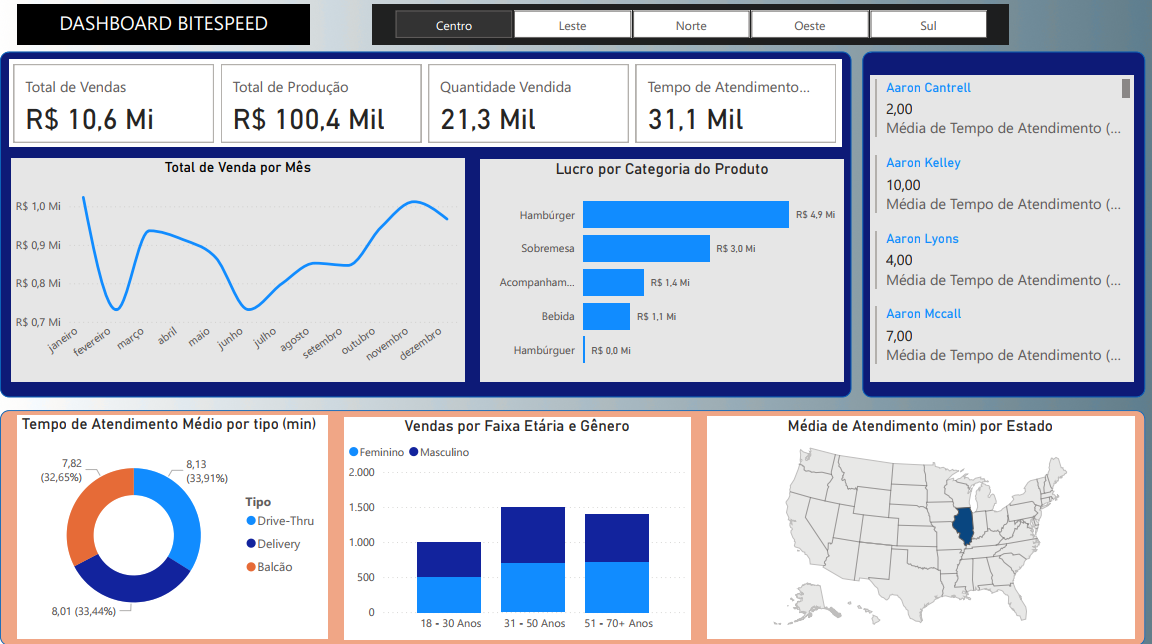 DASHBOARD BITESPEED
Centro
Leste
Norte
Oeste
Sul
Total de Vendas
R$ 10,6 Mi
Total de Produção
R$ 100,4 Mil
Quantidade Vendida
21,3 Mil
Tempo de Atendimento...
31,1 Mil
Total de Venda por Mês
R$ 1,0 Mi
R$ 0,9 Mi
R$ 0,8 Mi
R$ 0,7 Mi
janeiro
fevereiro
março
abril
maio
junho
julho
agosto
setembro
outubro
novembro
dezembro
Lucro por Categoria do Produto
Hambúrger
R$ 4,9 Mi
Sobremesa
R$ 3,0 Mi
Acompanham...
R$ 1,4 Mi
Bebida
R$ 1,1 Mi
Hambúrguer
R$ 0,0 Mi
Aaron Cantrell
2,00
Média de Tempo de Atendimento (...
Aaron Kelley
10,00
Média de Tempo de Atendimento (...
Aaron Lyons
4,00
Média de Tempo de Atendimento (...
Aaron Mccall
7,00
Média de Tempo de Atendimento (...
Tempo de Atendimento Médio por tipo (min)
7,82
(32,65%)
8,13
(33,91%)
8,01 (33,44%)
Tipo
Drive-Thru
Delivery
Balcão
Vendas por Faixa Etária e Gênero
Feminino
Masculino
2.000
1.500
1.000
500
0
18 - 30 Anos
31 - 50 Anos
51 - 70+ Anos
Média de Atendimento (min) por Estado